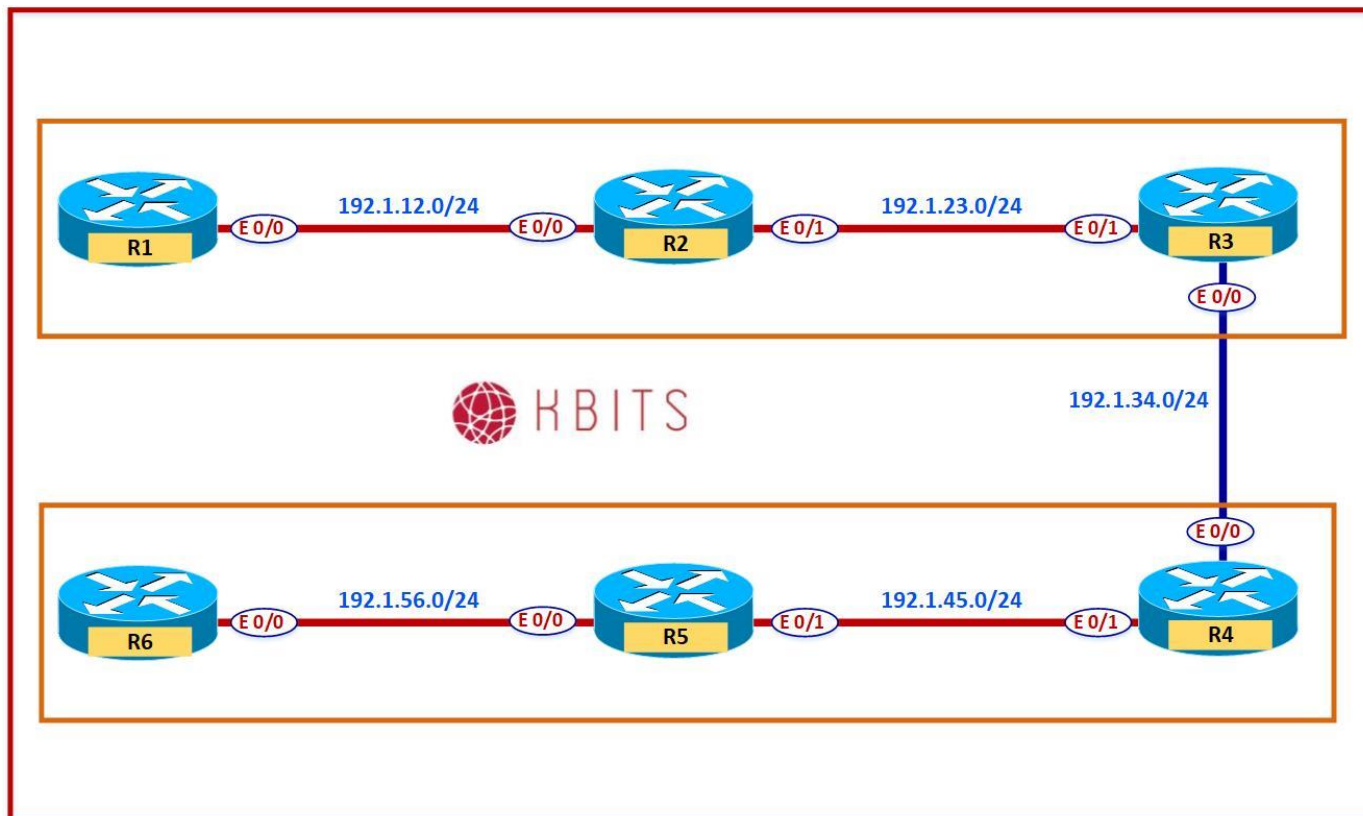 192.1.12.0/24
192.1.23.0/24
E 0/0
E 0/0
E 0/1
E 0/1
R1
R2
R3
E 0/0
KBITS
192.1.34.0/24
E 0/0
192.1.56.0/24
192.1.45.0/24
E 0/0
E 0/0
E 0/1
E 0/1
R6
R5
R4